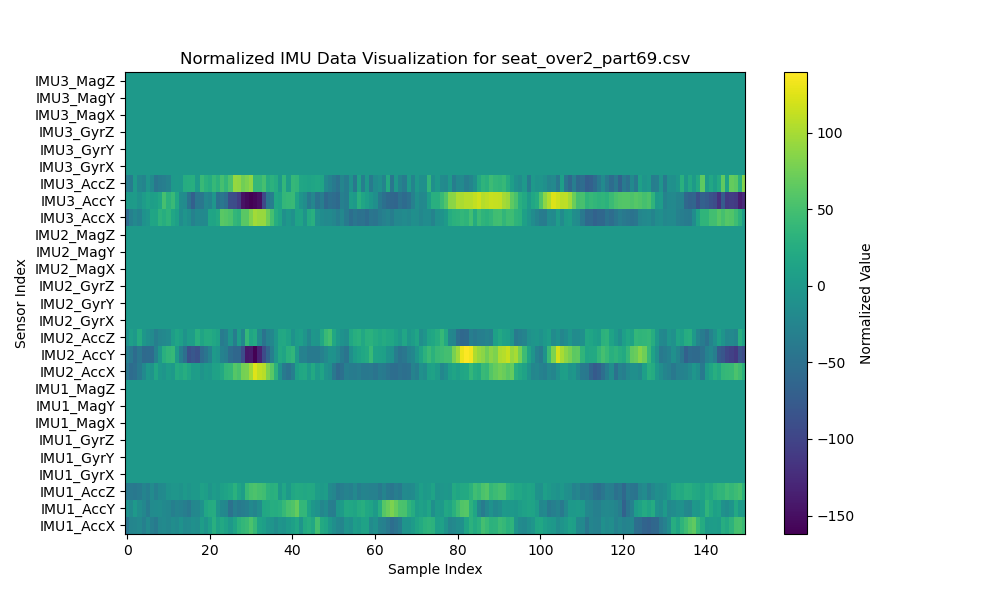 Normalized IMU Data Visualization for seat_over2_part69.csv
IMU3_MagZ
IMU3_MagY
IMU3_MagX
IMU3_GyrZ
IMU3_GyrY
IMU3_GyrX
IMU3_AccZ
IMU3_AccY
IMU3_AccX
IMU2_MagZ
IMU2_MagY
IMU2_MagX
IMU2_GyrZ
IMU2_GyrY
IMU2_GyrX
IMU2_AccZ
IMU2_AccY
IMU2_AccX
IMU1_MagZ
IMU1_MagY
IMU1_MagX
IMU1_GyrZ
IMU1_GyrY
IMU1_GyrX
IMU1_AccZ
IMU1_AccY
IMU1_AccX
Sensor Index
0 20 40 60 80 100 120 140
Sample Index
100
50
0
−50
−100
−150
Normalized Value